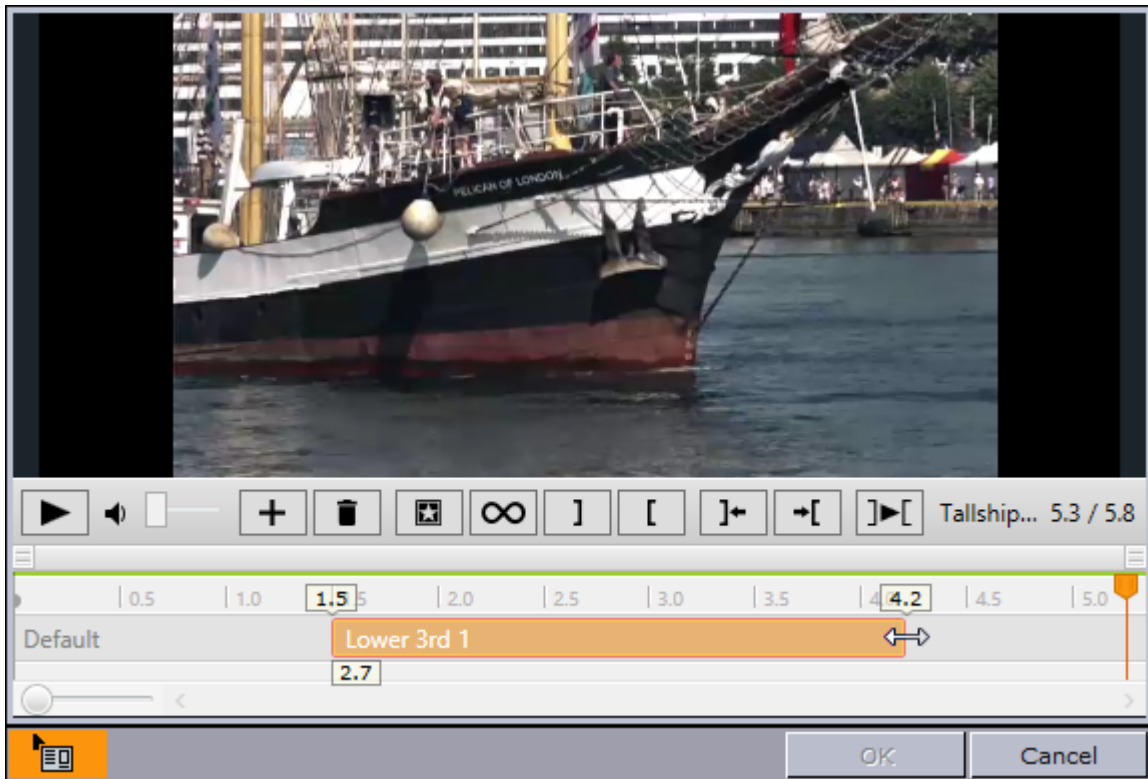 PELICAN OF LONDON
Tallship... 5.3 / 5.8
0.5 1.0 1.5 2.0 2.5 3.0 3.5 4.2 4.5 5.0
Default Lower 3rd 1
2.7
OK Cancel